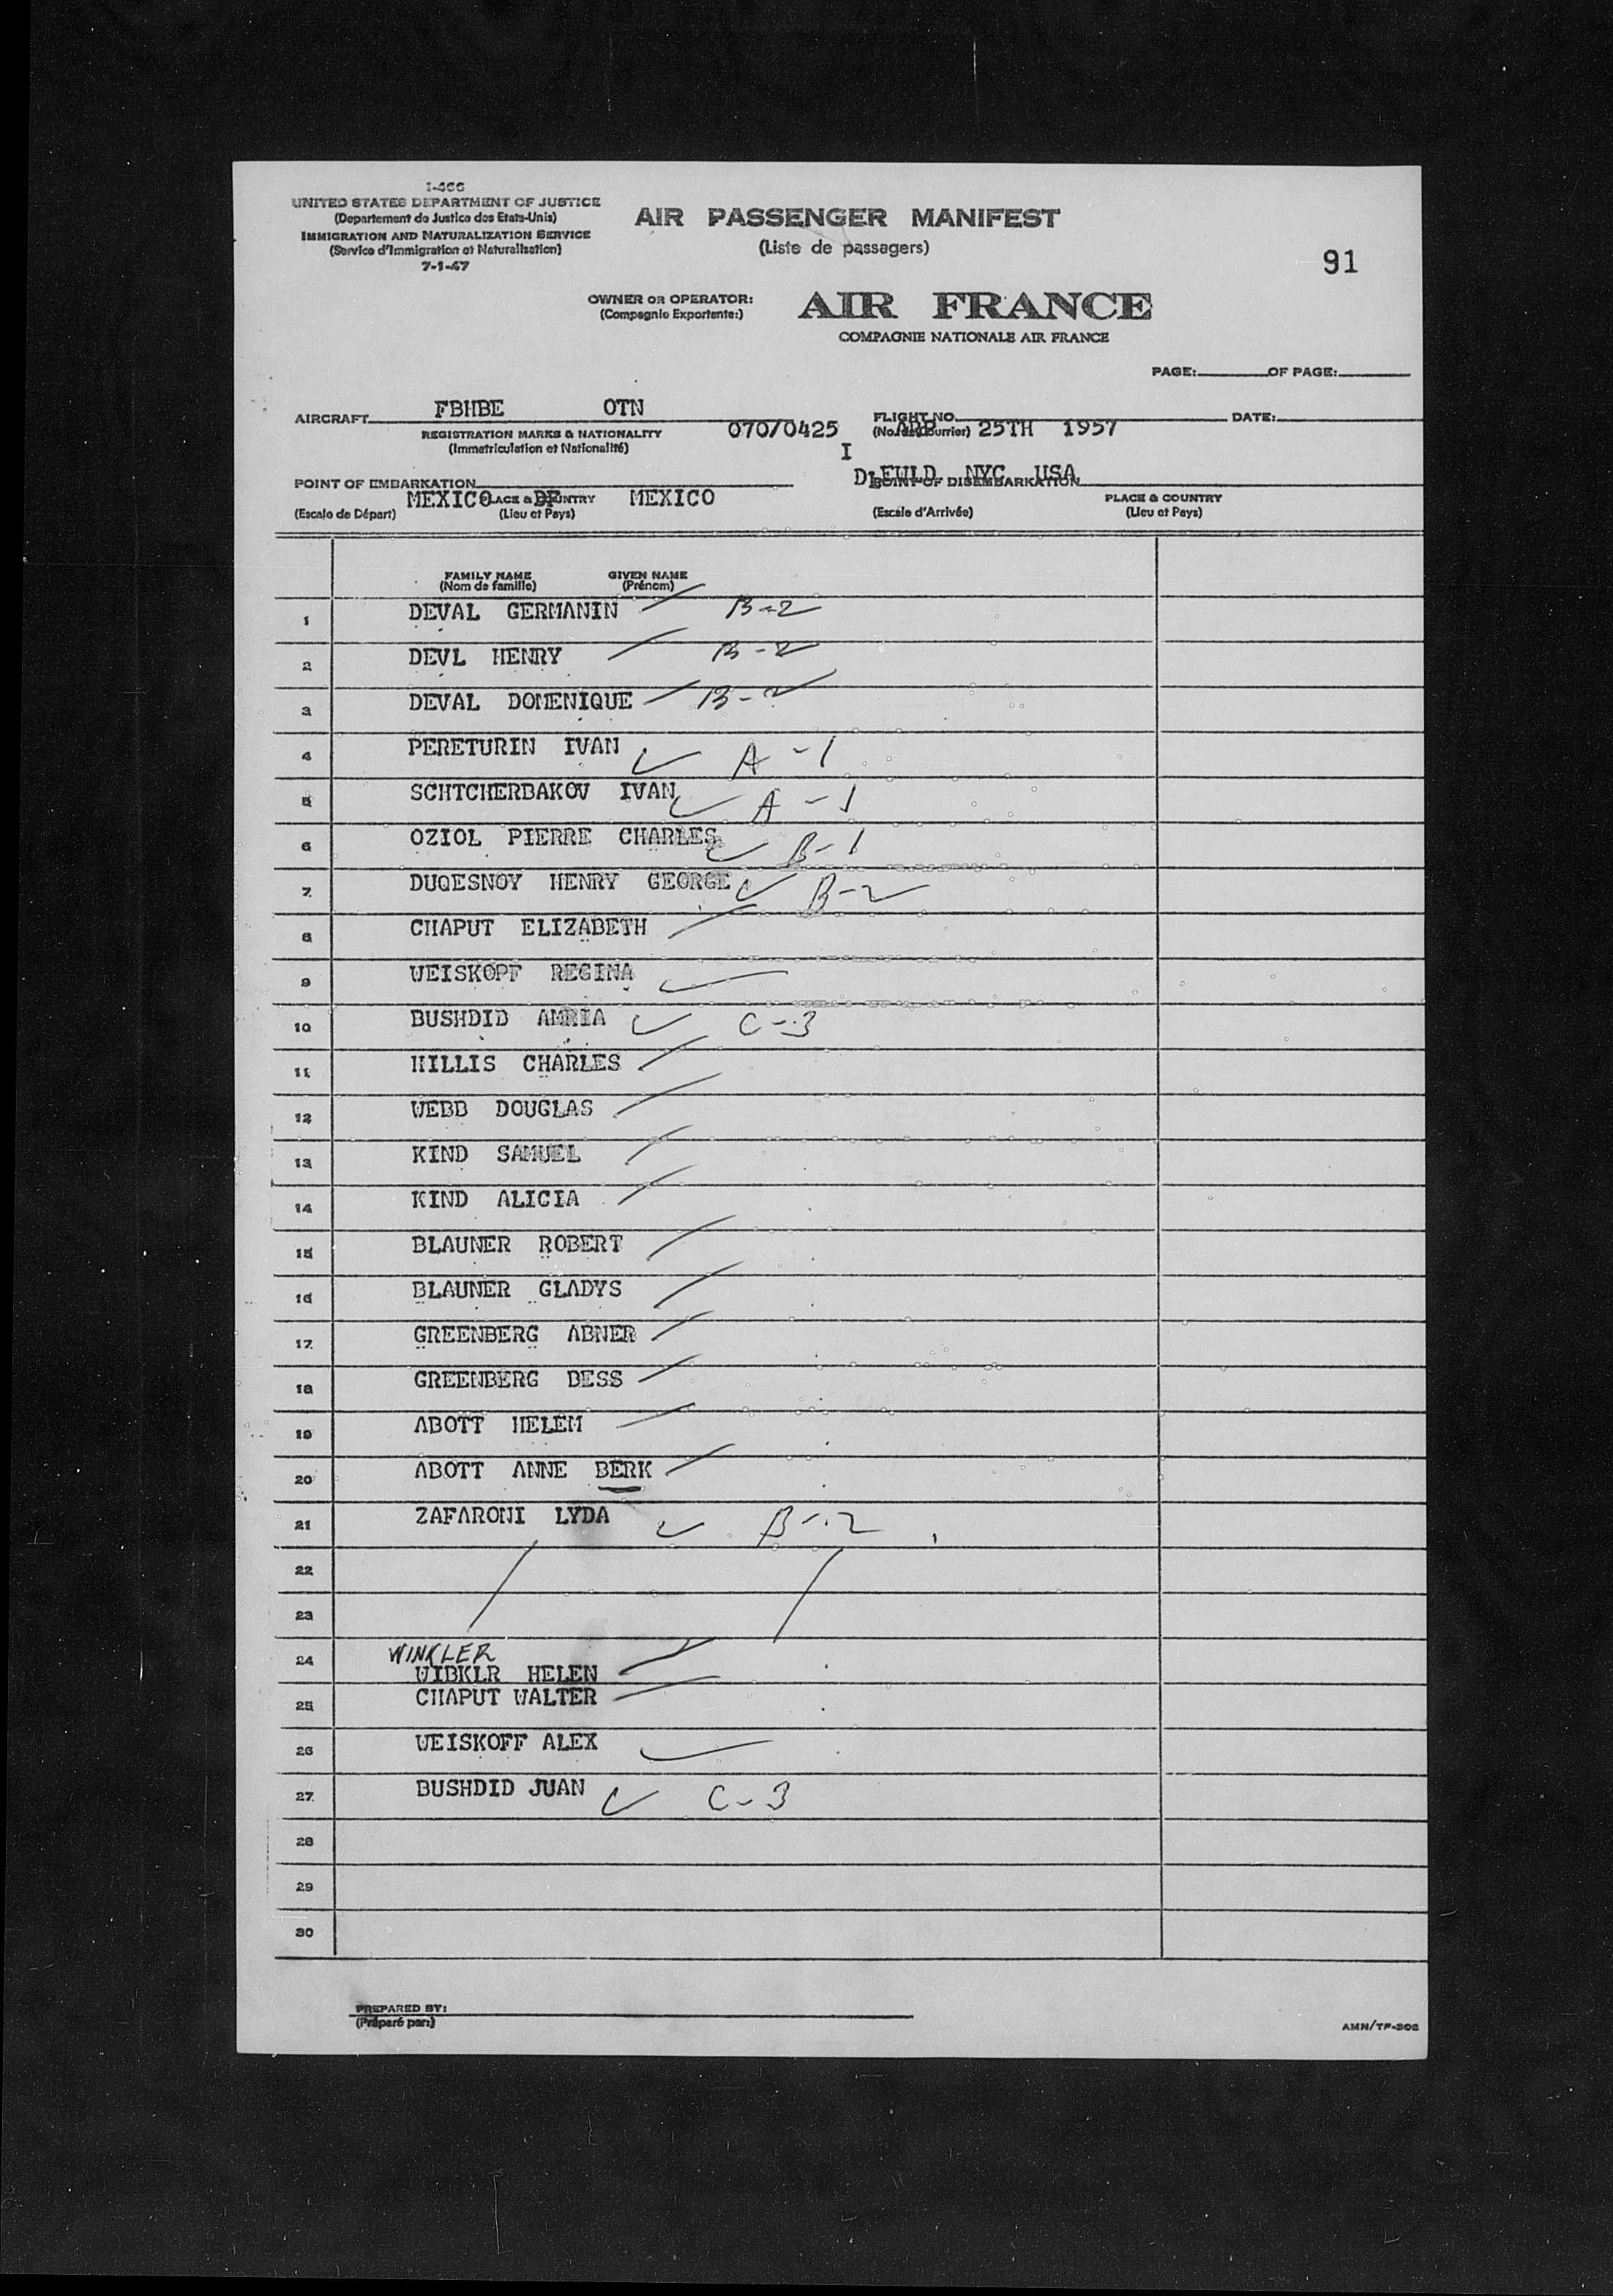 I-466
UNITED STATES DEPARTMENT OF JUSTICE
(Departement de Justice des Etats-Unis)
IMMIGRATION AND NATURALIZATION SERVICE
(Service d'Immigration et Naturalisation)
7-1-47
AIR PASSENGER MANIFEST
(Liste de passagers)
91
OWNER OR OPERATOR:
(Compagnie Exportente:)
AIR FRANCE
COMPAGNIE NATIONALE AIR FRANCE
PAGE: OF PAGE:
AIRCRAFT FBHBE OTN
REGISTRATION MARKS & NATIONALITY
(Immatriculation et Nationalité)
070/0425
FLIGHT NO. DATE:
25TH 1957
I
POINT OF EMBARKATION
MEXICO DF MEXICO
PLACE & COUNTRY
(Escale de Départ) (Lieu et Pays)
NYC USA
POINT OF DISEMBARKATION
PLACE & COUNTRY
(Escale d'Arrivée) (Lieu et Pays)
FAMILY NAME GIVEN NAME
(Nom de famille) (Prénom)
1 DEVAL GERMANIN B-2
2 DEVL HENRY B-2
3 DEVAL DOMENIQUE B-2
4 PERETURIN IVAN A-1
5 SCHTCHERBAKOV IVAN A-1
6 OZIOL PIERRE CHARLES B-1
7 DUQESNOY HENRY GEORGE B-2
8 CHAPUT ELIZABETH
9 WEISKOPF REGINA
10 BUSHDID AMRIA C-3
11 HILLIS CHARLES
12 WEBB DOUGLAS
13 KIND SAMUEL
14 KIND ALICIA
15 BLAUNER ROBERT
16 BLAUNER GLADYS
17 GREENBERG ABNER
18 GREENBERG BESS
19 ABOTT HELEM
20 ABOTT ANNE BERK
21 ZAFARONI LYDA B-2
22
23
WINKLER
24 WIBKLR HELEN
25 CHAPUT WALTER
26 WEISKOFF ALEX
27 BUSHDID JUAN C-3
28
29
30
PREPARED BY:
(Préparé par:)
AMN/TF-302